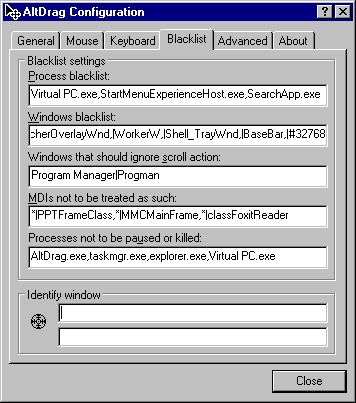 AltDrag Configuration
General Mouse Keyboard Blacklist Advanced About
Blacklist settings
Process blacklist:
Virtual PC.exe,StartMenuExperienceHost.exe,SearchApp.exe
Windows blacklist:
cherOverlayWnd,|WorkerW,|Shell_TrayWnd,|BaseBar,|#32768
Windows that should ignore scroll action:
Program Manager|Progman
MDIs not to be treated as such:
*|PPTFrameClass,*|MMCMainFrame,*|classFoxitReader
Processes not to be paused or killed:
AltDrag.exe,taskmgr.exe,explorer.exe,Virtual PC.exe
Identify window
Close